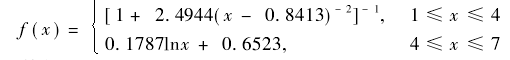 f(x) = { [1 + 2.4944(x - 0.8413)⁻²]⁻¹, 1 ≤ x ≤ 4
0.1787lnx + 0.6523, 4 ≤ x ≤ 7